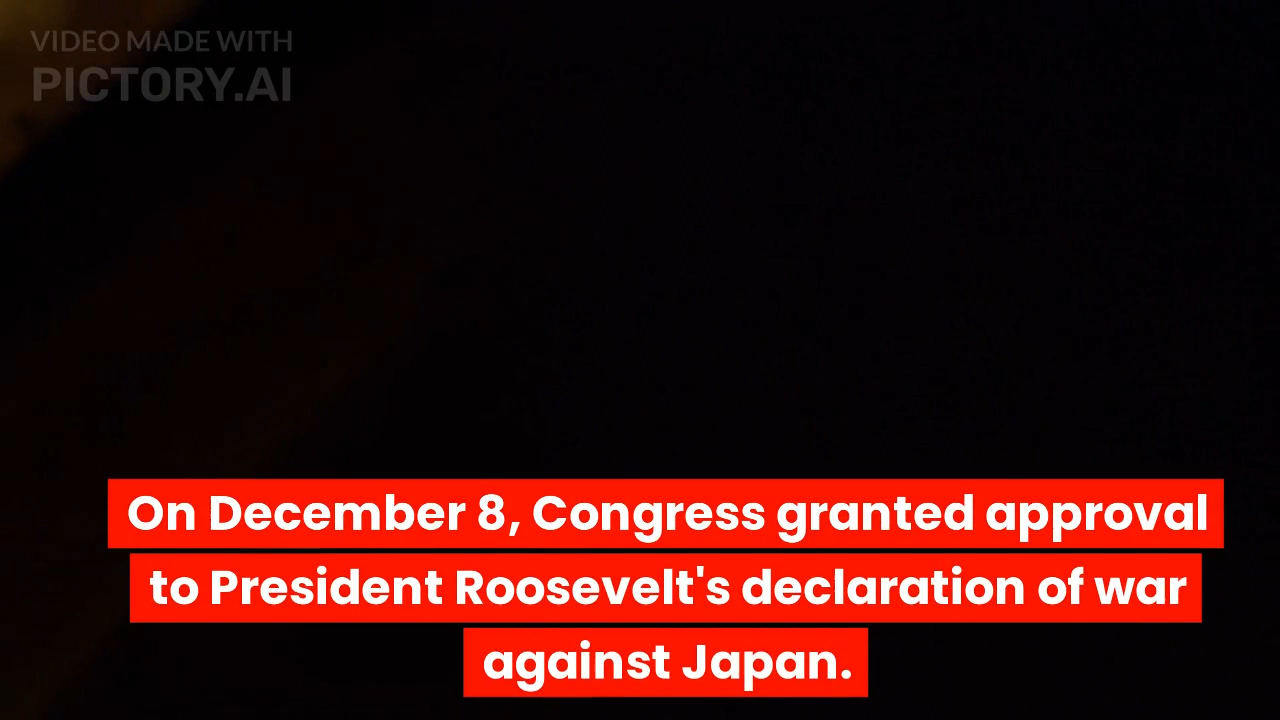 VIDEO MADE WITH
PICTORY.AI
On December 8, Congress granted approval
to President Roosevelt's declaration of war
against Japan.